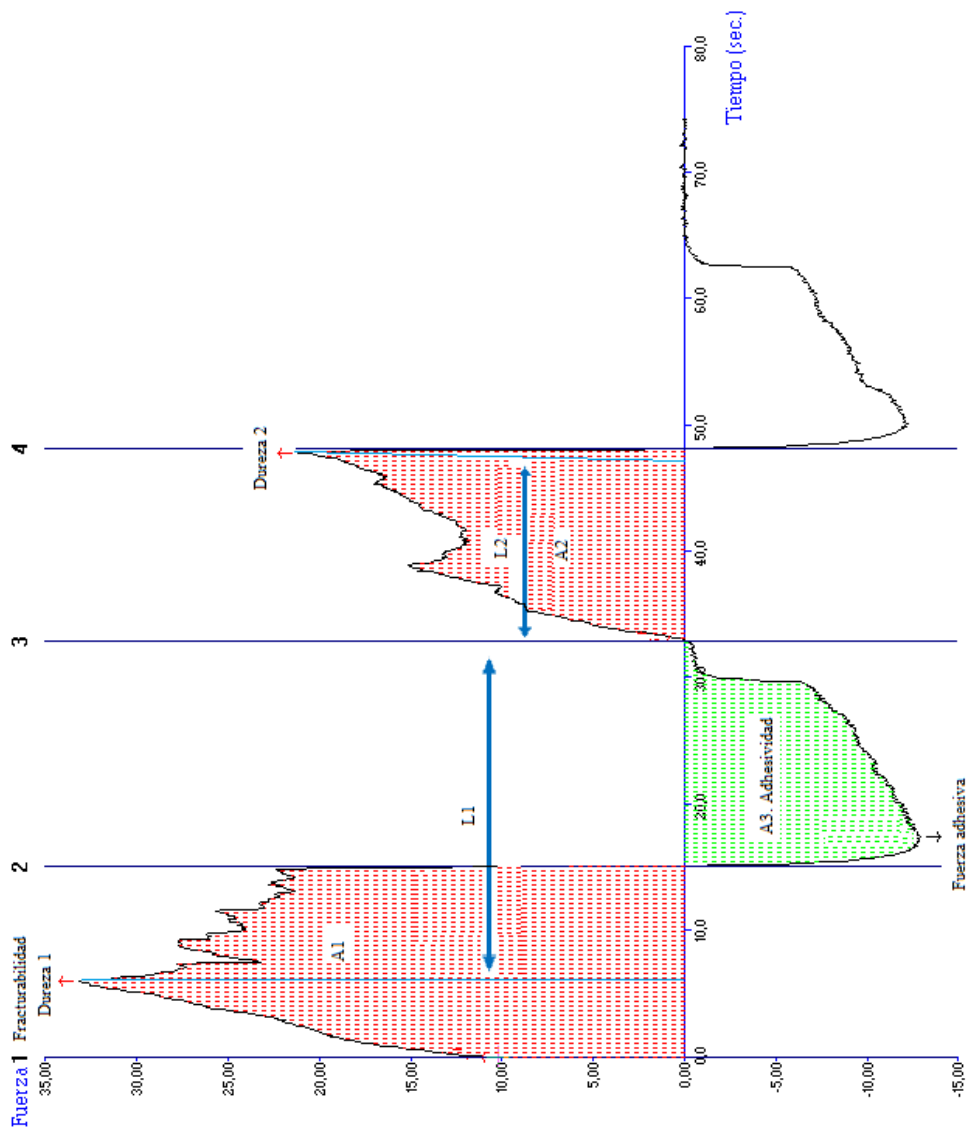 Fuerza 1 Fracturabilidad
Dureza 1
2
3
4
Dureza 2
35,00
30,00
25,00
20,00
15,00
10,00
5,00
0,00
-5,00
-10,00
-15,00
A1
L1
L2
A2
A3. Adhesividad
Fuerza adhesiva
0,0
10,0
20,0
30,0
40,0
50,0
60,0
70,0
80,0
Tiempo (sec.)